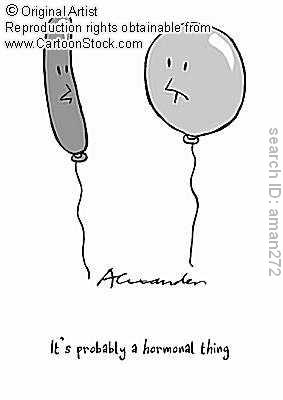 © Original Artist
Reproduction rights obtainable from
www.CartoonStock.com
search ID: aman272
Alexander
It's probably a hormonal thing